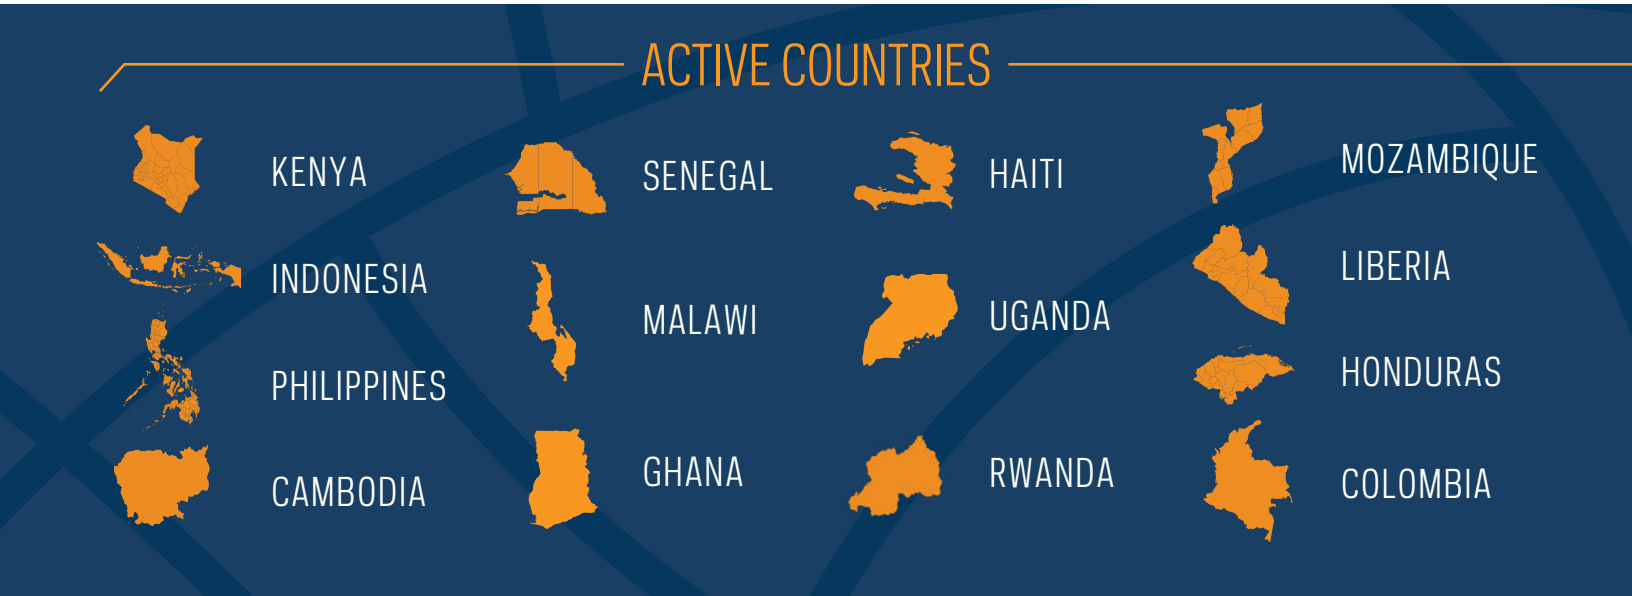 ACTIVE COUNTRIES
KENYA
INDONESIA
PHILIPPINES
CAMBODIA
SENEGAL
MALAWI
GHANA
HAITI
UGANDA
RWANDA
MOZAMBIQUE
LIBERIA
HONDURAS
COLOMBIA